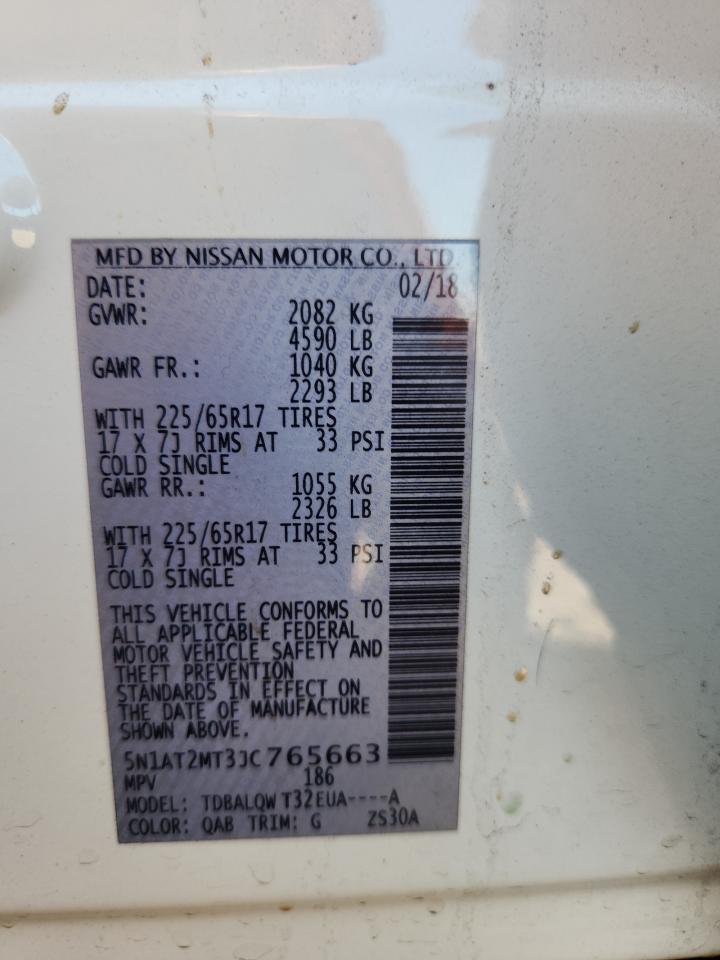 MFD BY NISSAN MOTOR CO., LTD.
DATE: 02/18
GVWR: 2082 KG
4590 LB
GAWR FR.: 1040 KG
2293 LB
WITH 225/65R17 TIRES
17 X 7J RIMS AT 33 PSI
COLD SINGLE
GAWR RR.: 1055 KG
2326 LB
WITH 225/65R17 TIRES
17 X 7J RIMS AT 33 PSI
COLD SINGLE
THIS VEHICLE CONFORMS TO
ALL APPLICABLE FEDERAL
MOTOR VEHICLE SAFETY AND
THEFT PREVENTION
STANDARDS IN EFFECT ON
THE DATE OF MANUFACTURE
SHOWN ABOVE.
5N1AT2MT3JC765663
MPV 186
MODEL: TDBALQW T32EUA----A
COLOR: QAB TRIM: G ZS30A